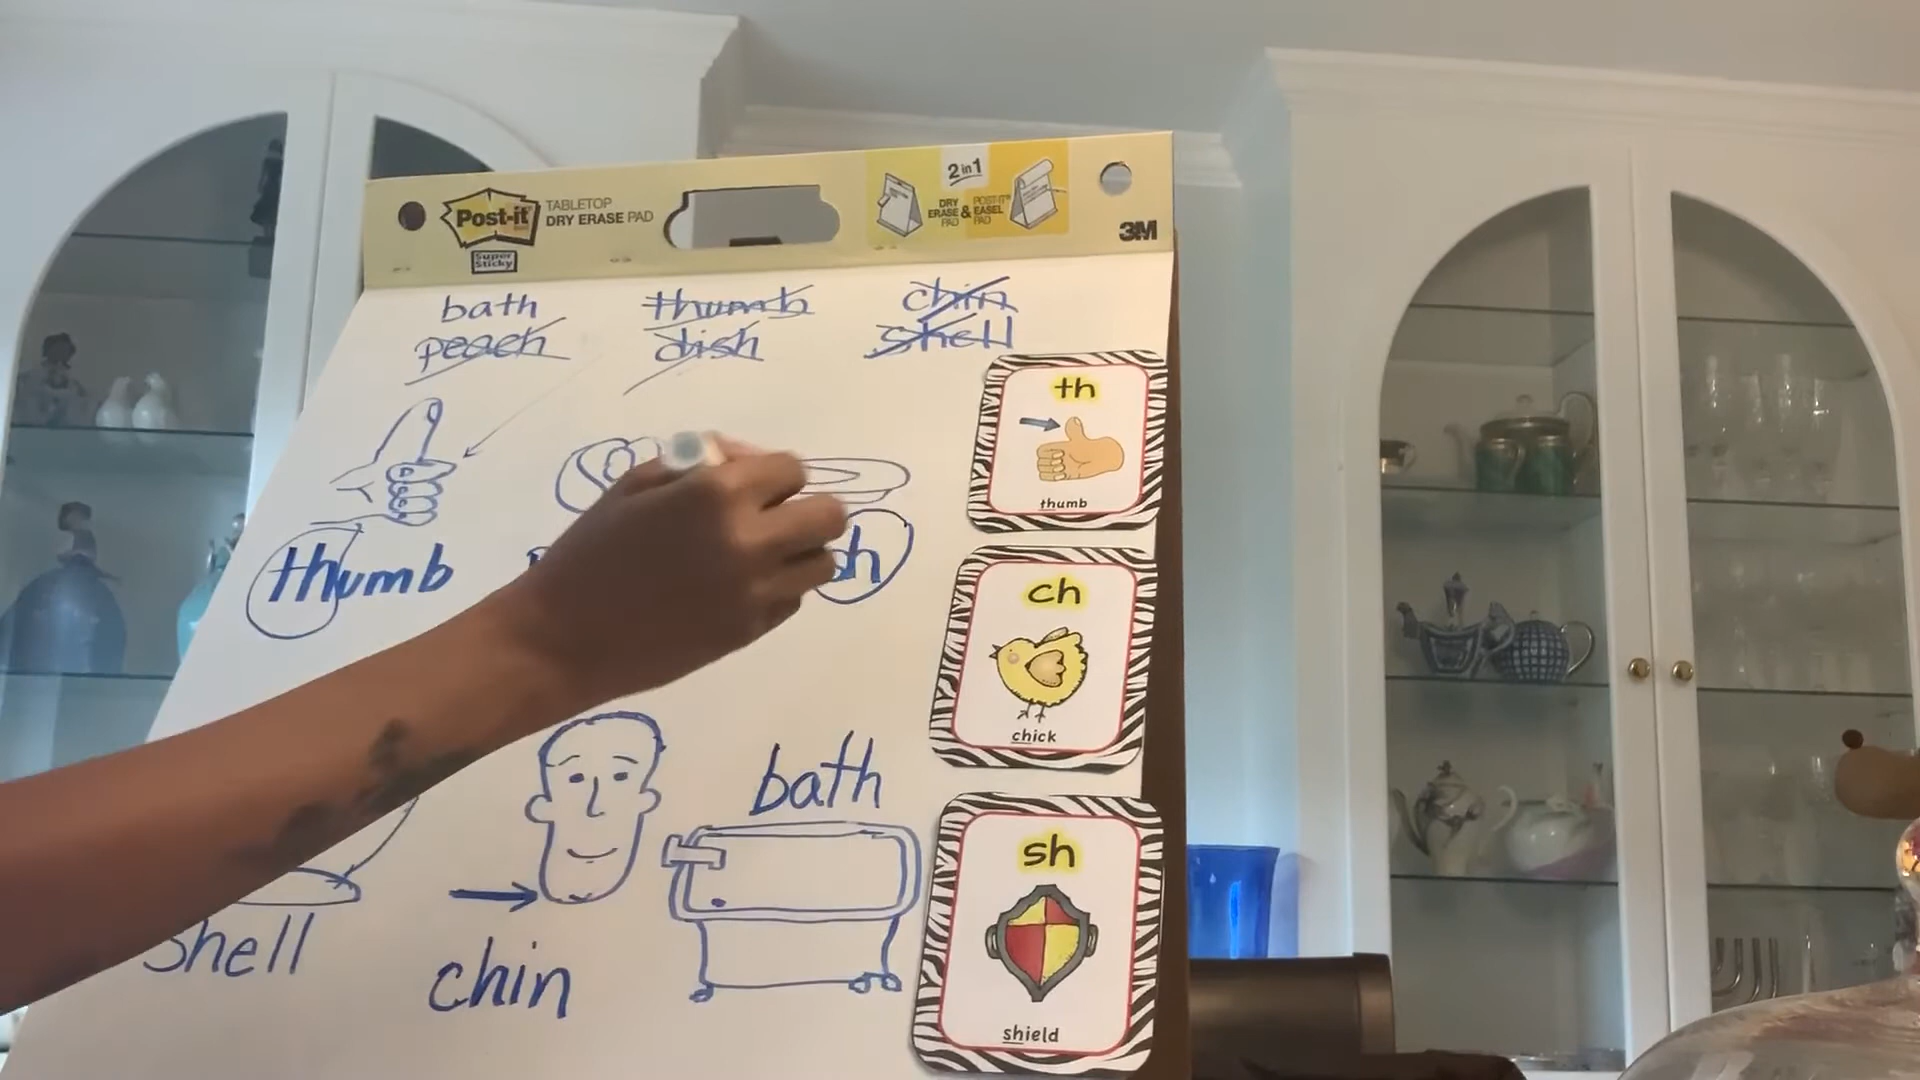 Post-it
TABLETOP
DRY ERASE PAD
Super
Sticky
2 in 1
DRY
ERASE
PAD
&
POST-IT
EASEL
PAD
3M
bath thumb chin
peach dish shell
th
thumb
thumb
sh
ch
chick
bath
sh
shell
chin
shield